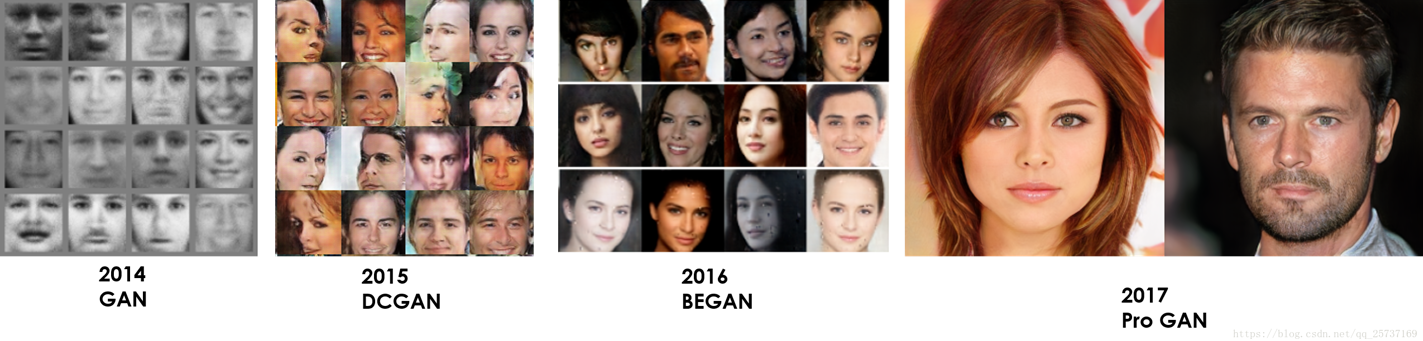 2014
GAN
2015
DCGAN
2016
BEGAN
2017
Pro GAN
https://blog.csdn.net/qq_25737169